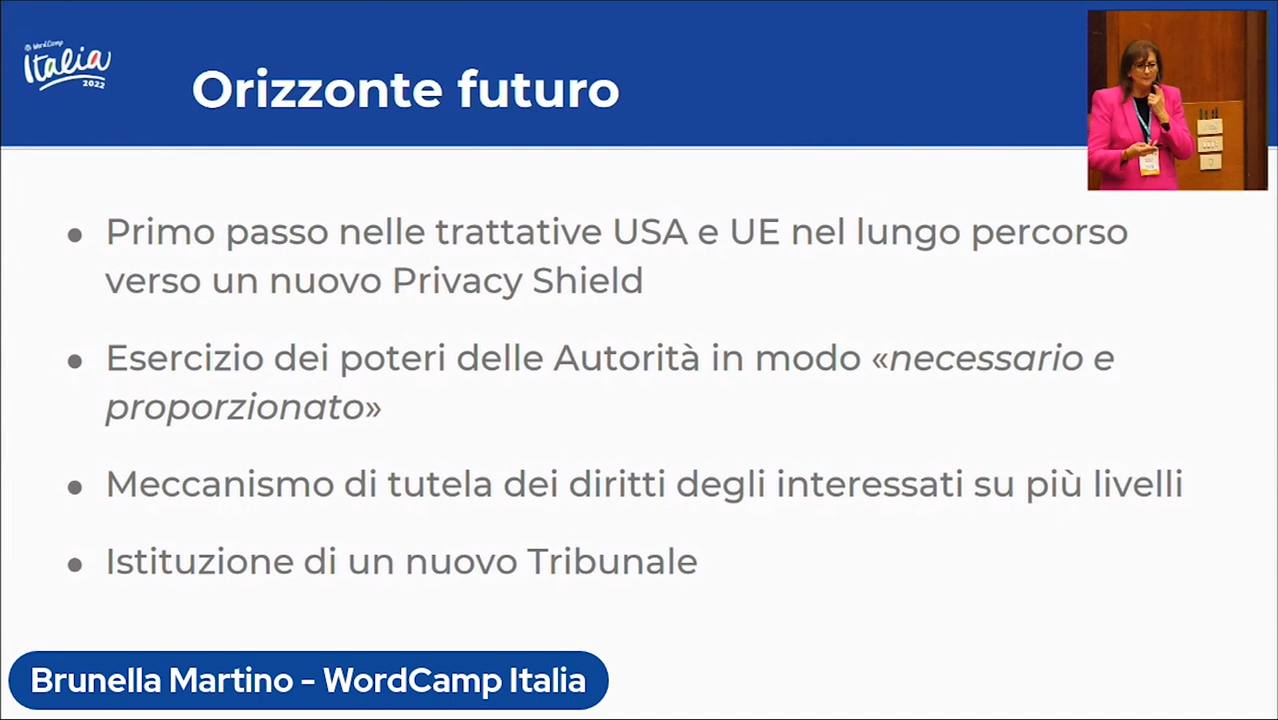 WordCamp
Italia
2022
Orizzonte futuro
● Primo passo nelle trattative USA e UE nel lungo percorso
verso un nuovo Privacy Shield
● Esercizio dei poteri delle Autorità in modo «necessario e
proporzionato»
● Meccanismo di tutela dei diritti degli interessati su più livelli
● Istituzione di un nuovo Tribunale
Brunella Martino - WordCamp Italia